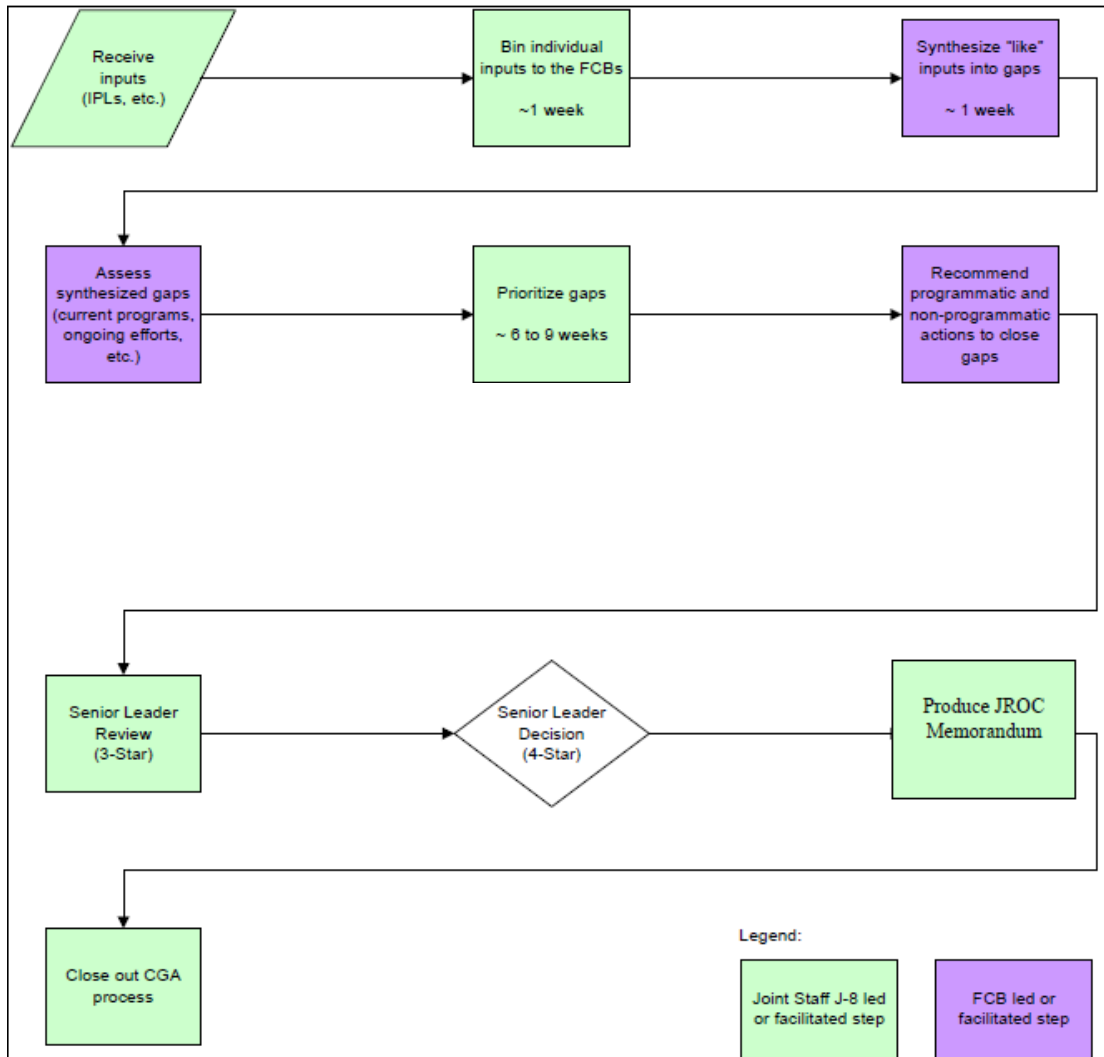 Receive
inputs
(IPLs, etc.)
Bin individual
inputs to the FCBs
~1 week
Synthesize "like"
inputs into gaps
~ 1 week
Assess
synthesized gaps
(current programs,
ongoing efforts,
etc.)
Prioritize gaps
~ 6 to 9 weeks
Recommend
programmatic and
non-programmatic
actions to close
gaps
Senior Leader
Review
(3-Star)
Senior Leader
Decision
(4-Star)
Produce JROC
Memorandum
Close out CGA
process
Legend:
Joint Staff J-8 led
or facilitated step
FCB led or
facilitated step